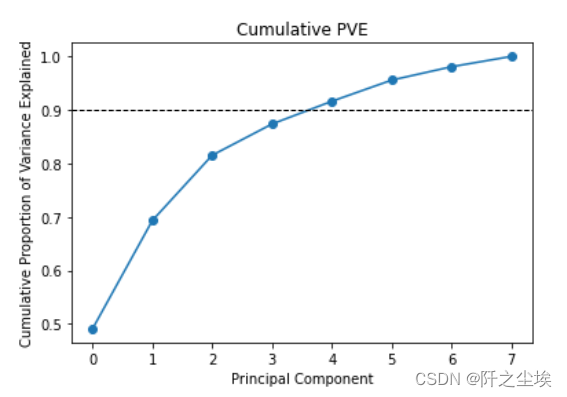 Cumulative PVE
Cumulative Proportion of Variance Explained
1.0
0.9
0.8
0.7
0.6
0.5
0 1 2 3 4 5 6 7
Principal Component
CSDN @阡之尘埃